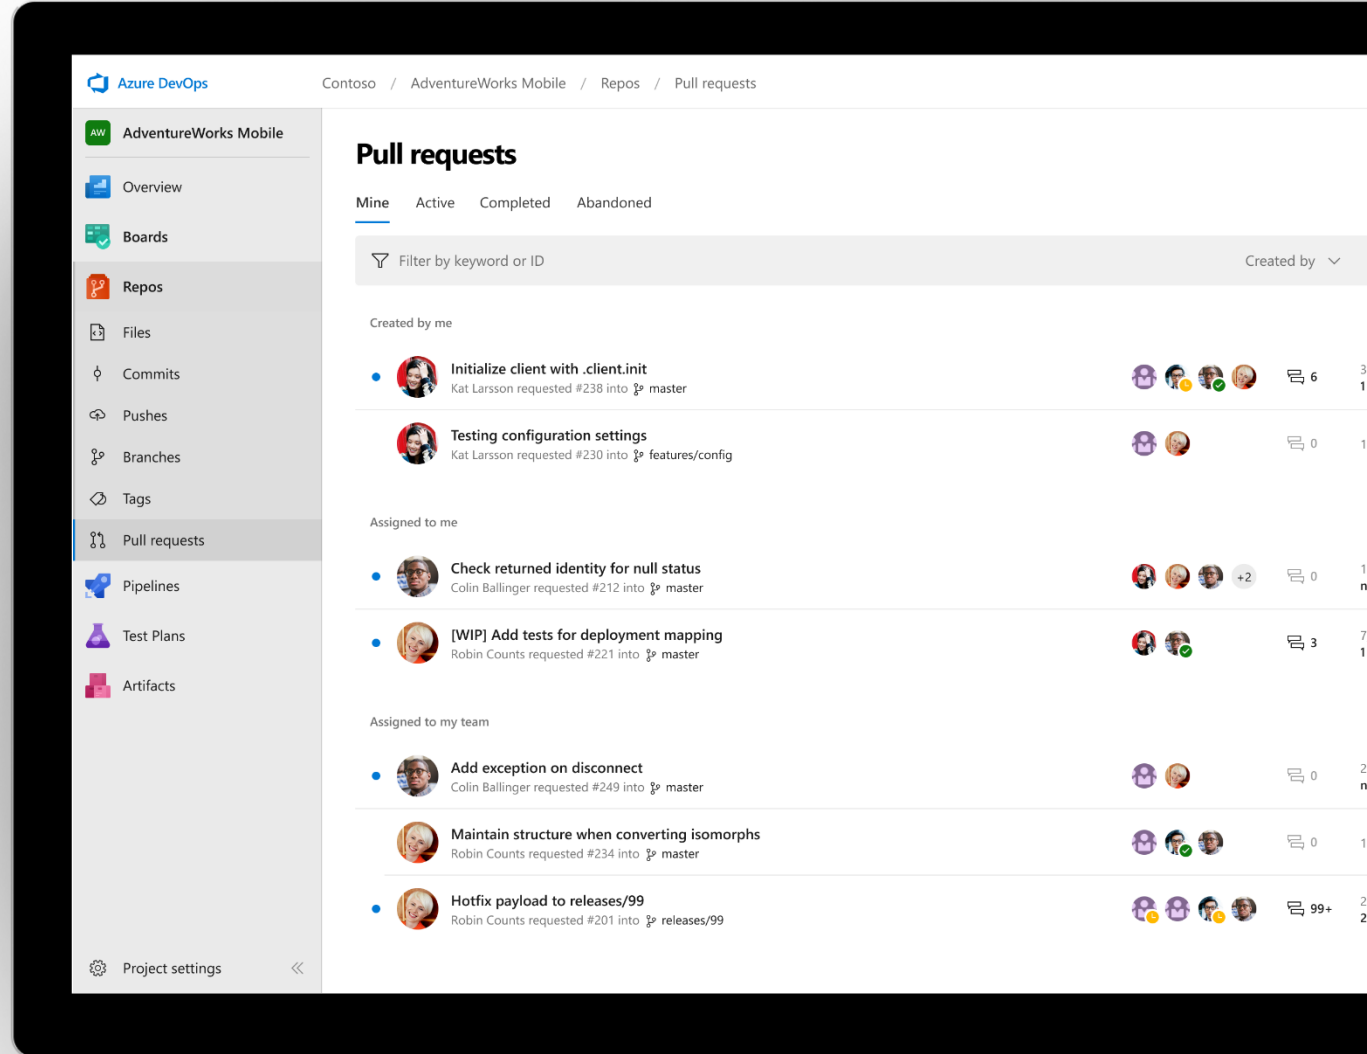 Azure DevOps
Contoso / AdventureWorks Mobile / Repos / Pull requests
AW AdventureWorks Mobile
Overview
Boards
Repos
Files
Commits
Pushes
Branches
Tags
Pull requests
Pipelines
Test Plans
Artifacts
Project settings
Pull requests
Mine Active Completed Abandoned
Filter by keyword or ID Created by
Created by me
Initialize client with .client.init
Kat Larsson requested #238 into master
6
Testing configuration settings
Kat Larsson requested #230 into features/config
0
Assigned to me
Check returned identity for null status
Colin Ballinger requested #212 into master
+2 0
[WIP] Add tests for deployment mapping
Robin Counts requested #221 into master
3
Assigned to my team
Add exception on disconnect
Colin Ballinger requested #249 into master
0
Maintain structure when converting isomorphs
Robin Counts requested #234 into master
0
Hotfix payload to releases/99
Robin Counts requested #201 into releases/99
99+